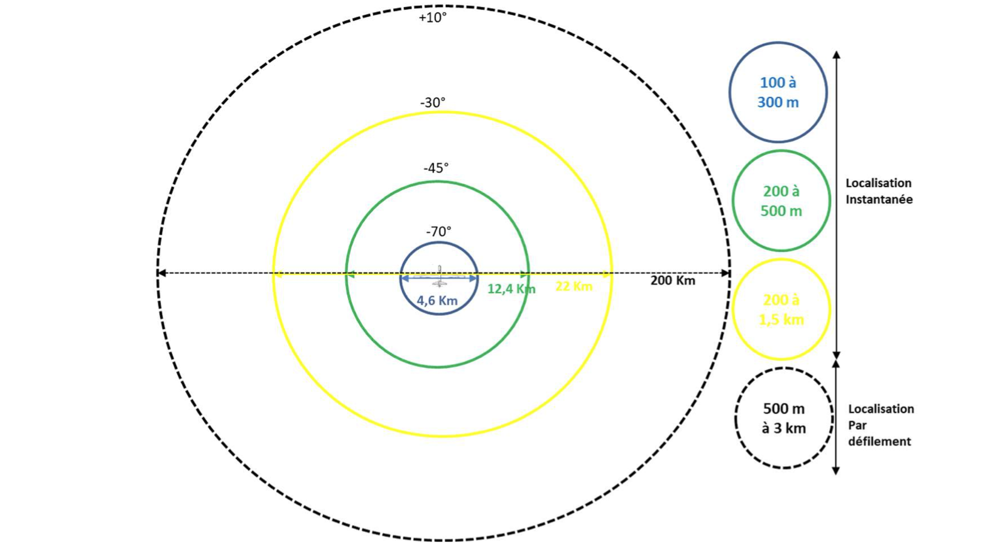 +10°
-30°
-45°
-70°
4,6 Km
12,4 Km
22 Km
200 Km
100 à
300 m
200 à
500 m
200 à
1,5 km
500 m
à 3 km
Localisation
Instantanée
Localisation
Par
défilement